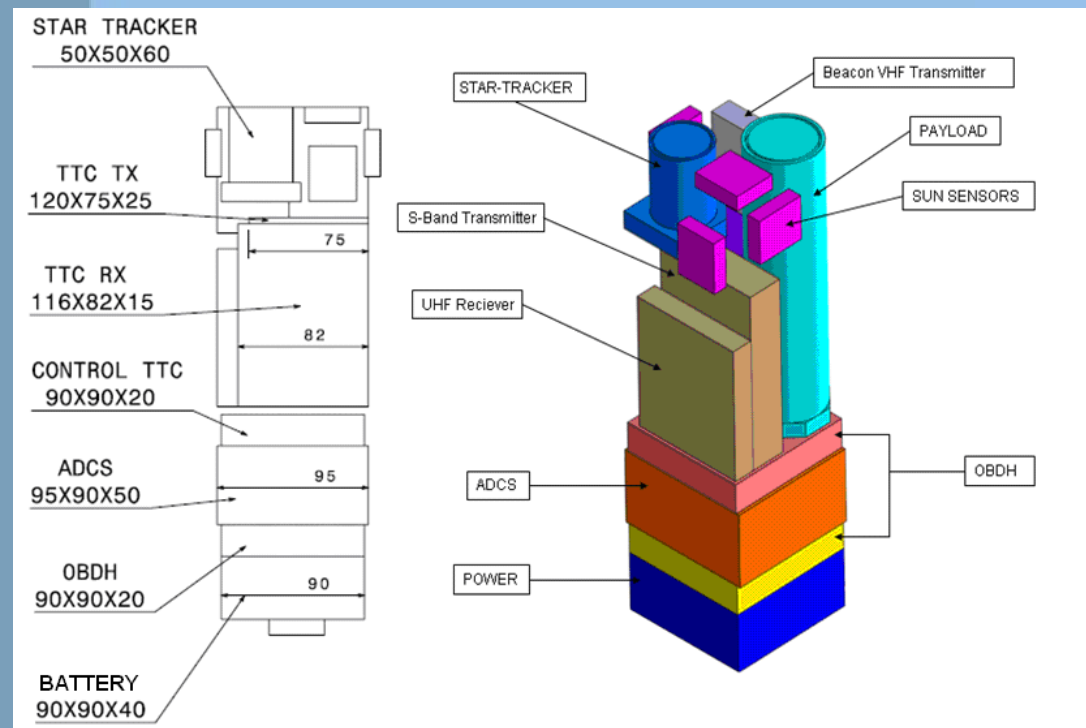 STAR TRACKER
50X50X60
TTC TX
120X75X25
75
TTC RX
116X82X15
82
CONTROL TTC
90X90X20
ADCS
95X90X50
95
OBDH
90X90X20
90
BATTERY
90X90X40
Beacon VHF Transmitter
STAR-TRACKER
PAYLOAD
SUN SENSORS
S-Band Transmitter
UHF Reciever
OBDH
ADCS
POWER